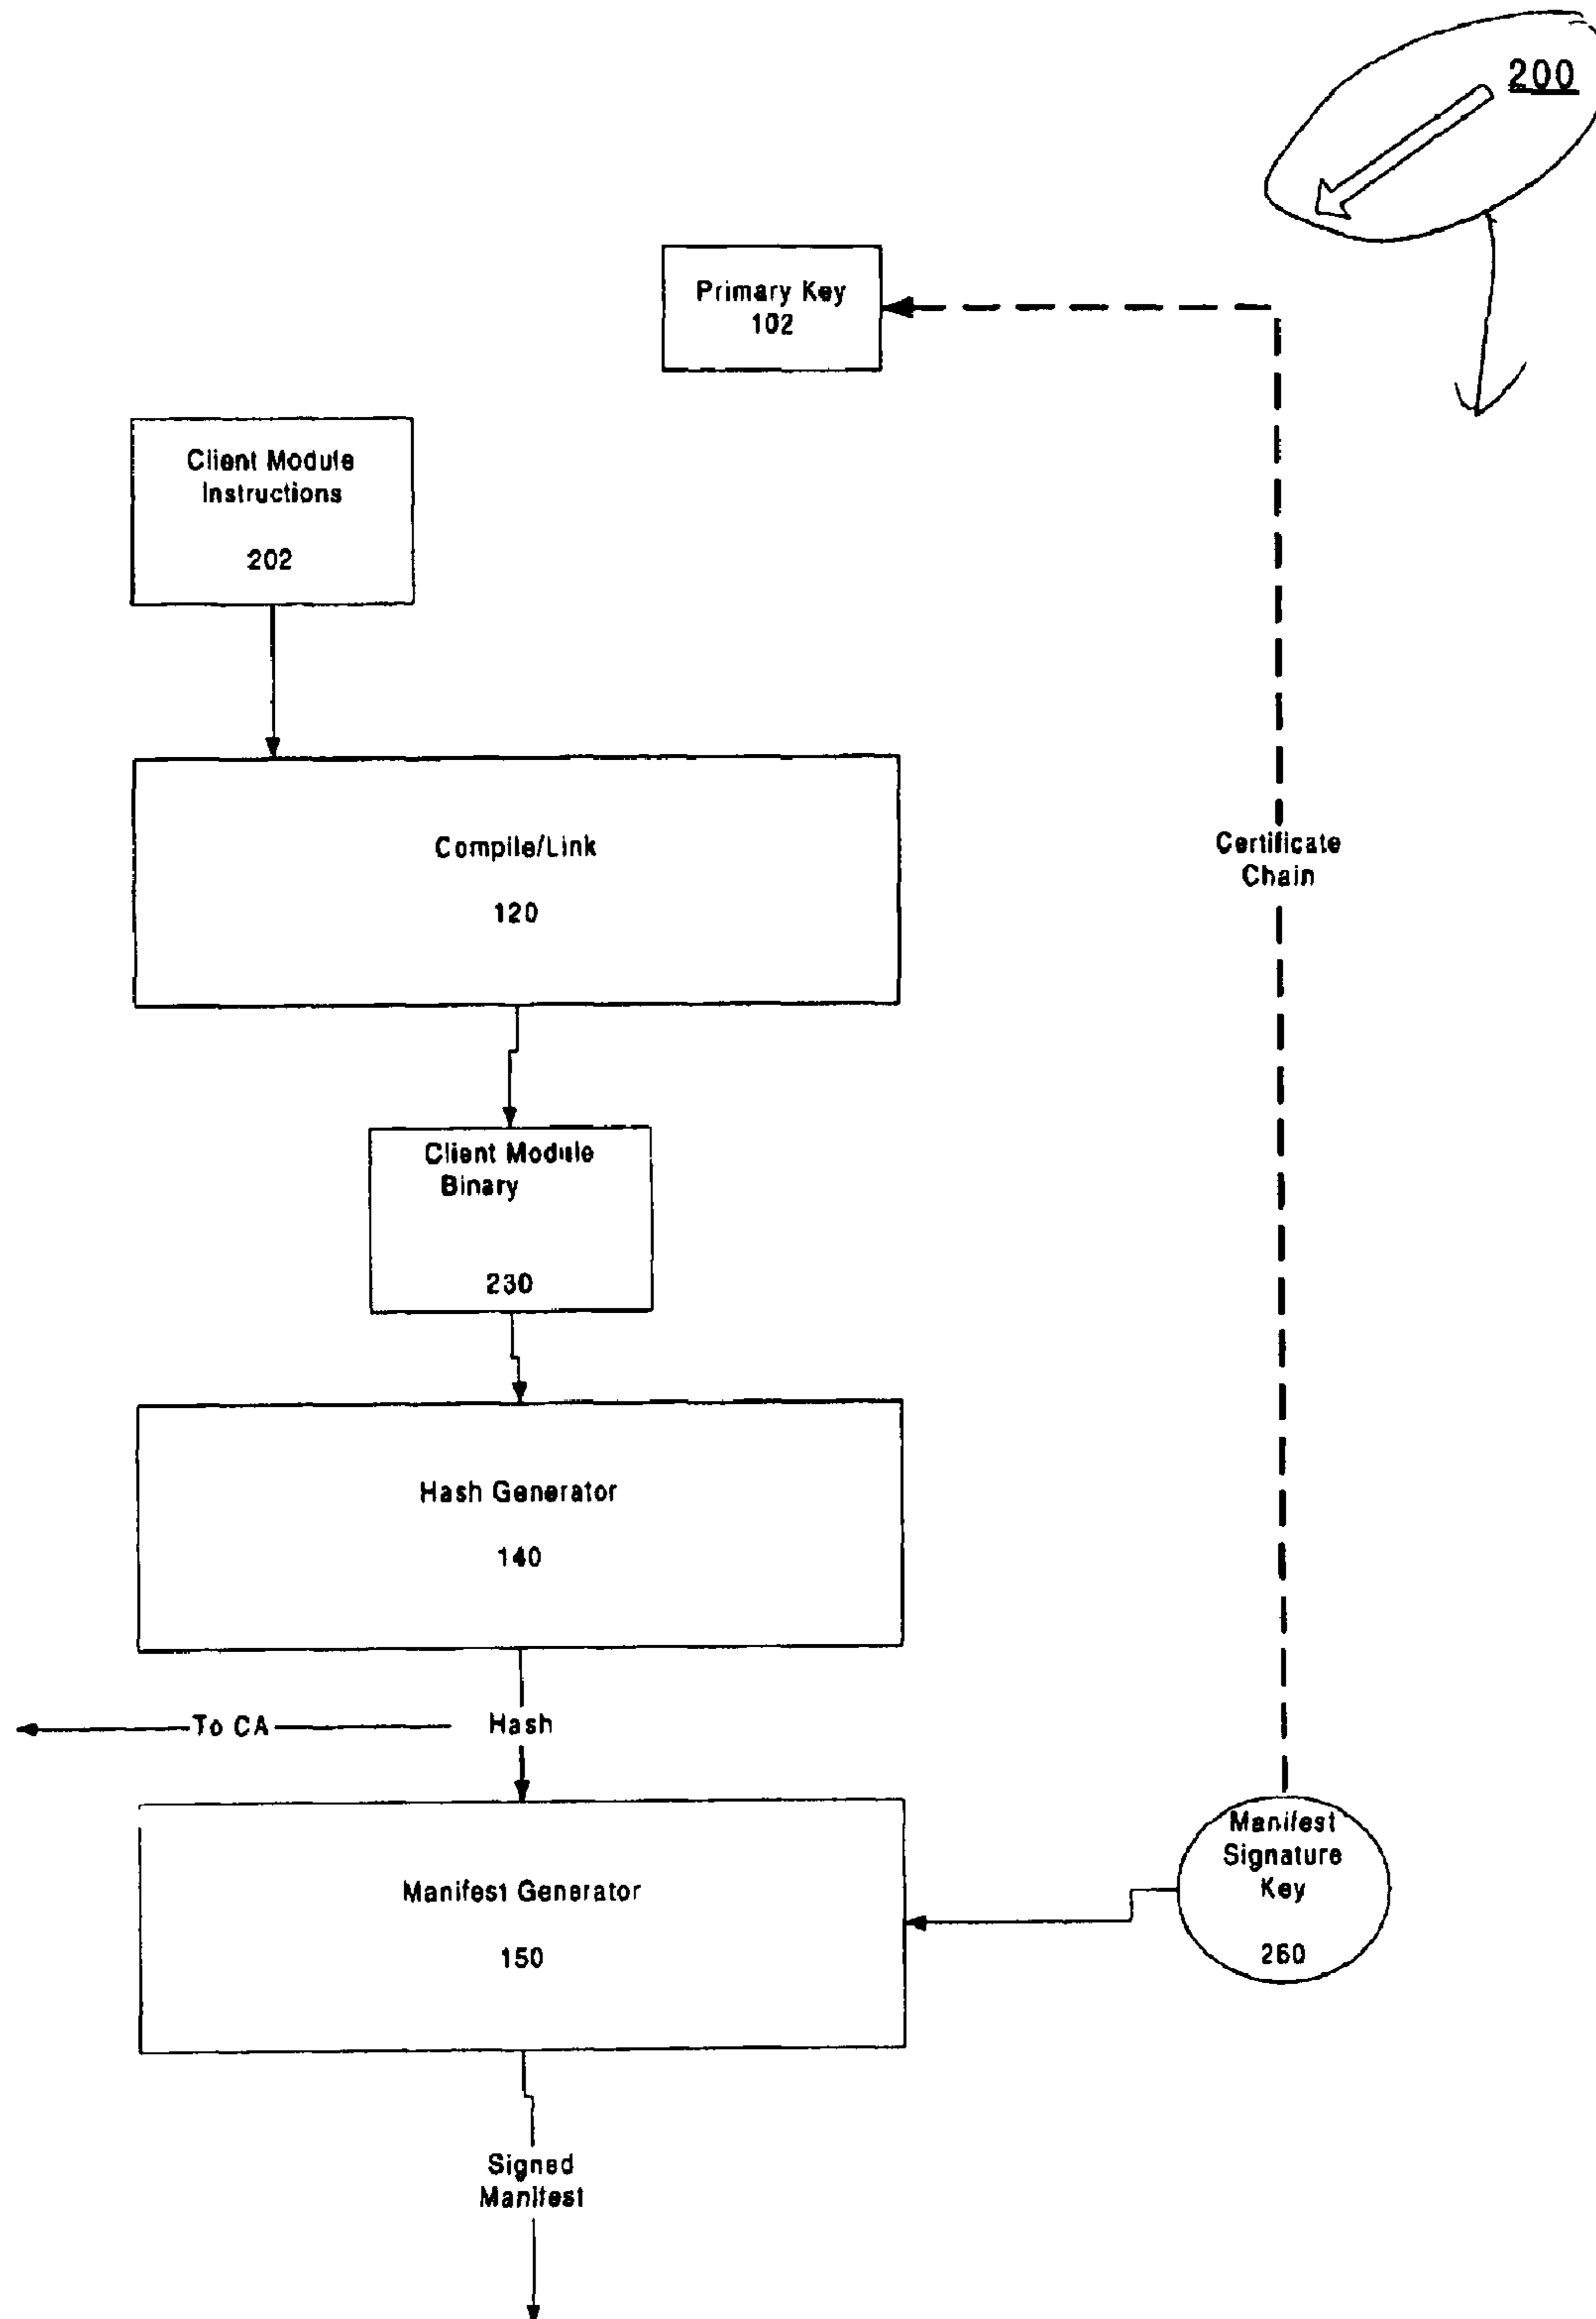 200
Primary Key
102
Client Module
Instructions
202
Compile/Link
120
Certificate
Chain
Client Module
Binary
230
Hash Generator
140
To CA
Hash
Manifest Generator
150
Manifest
Signature
Key
260
Signed
Manifest